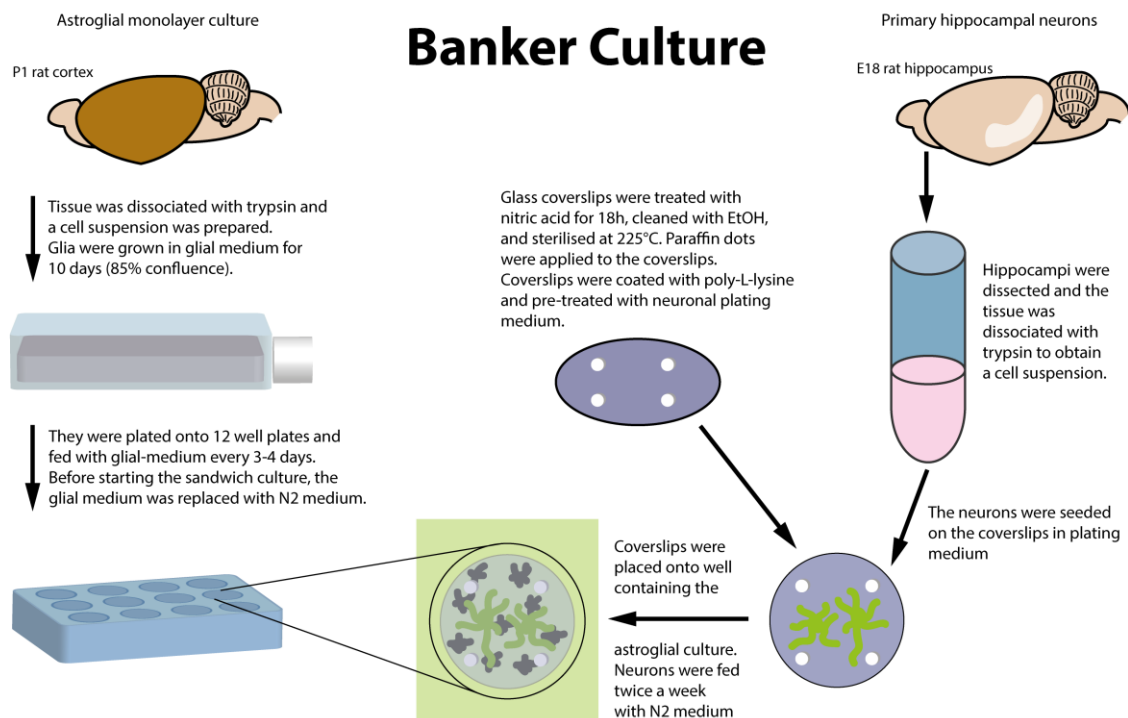 Banker Culture
Astroglial monolayer culture
P1 rat cortex
Tissue was dissociated with trypsin and
a cell suspension was prepared.
Glia were grown in glial medium for
10 days (85% confluence).
They were plated onto 12 well plates and
fed with glial-medium every 3-4 days.
Before starting the sandwich culture, the
glial medium was replaced with N2 medium.
Glass coverslips were treated with
nitric acid for 18h, cleaned with EtOH,
and sterilised at 225°C. Paraffin dots
were applied to the coverslips.
Coverslips were coated with poly-L-lysine
and pre-treated with neuronal plating
medium.
Primary hippocampal neurons
E18 rat hippocampus
Hippocampi were
dissected and the
tissue was
dissociated with
trypsin to obtain
a cell suspension.
The neurons were seeded
on the coverslips in plating
medium
Coverslips were
placed onto well
containing the
astroglial culture.
Neurons were fed
twice a week
with N2 medium